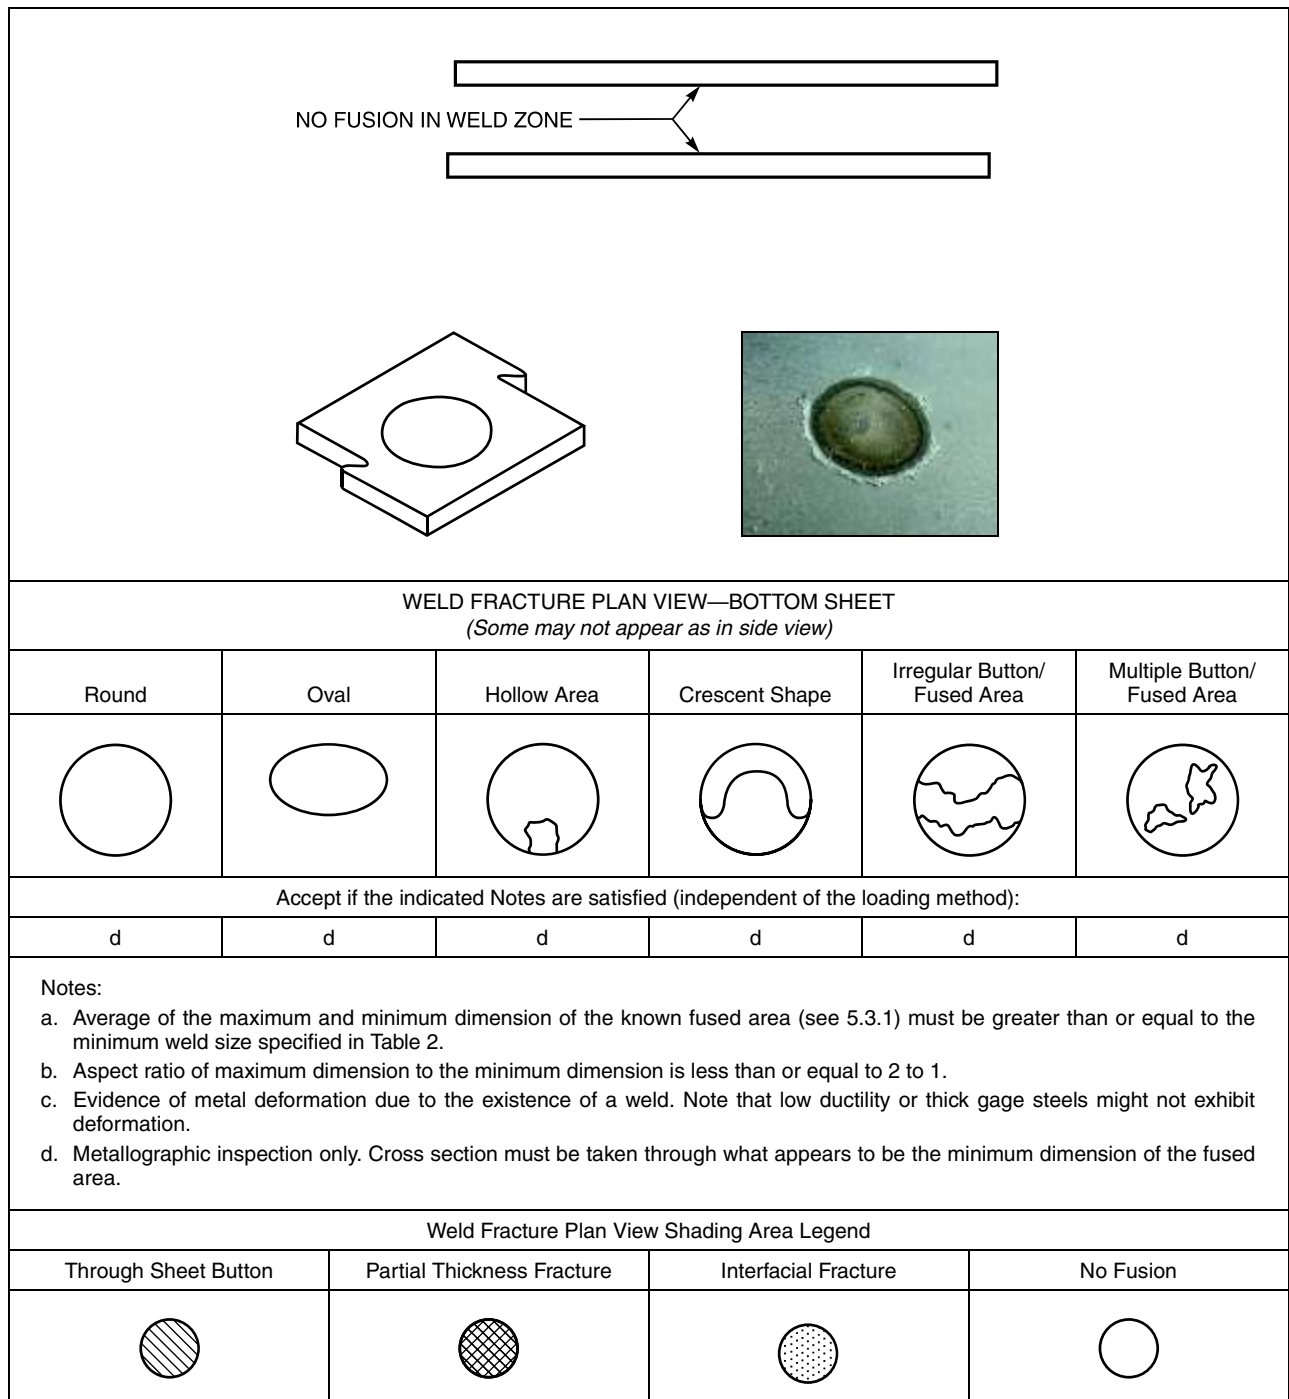 NO FUSION IN WELD ZONE
WELD FRACTURE PLAN VIEW—BOTTOM SHEET
(Some may not appear as in side view)
Round
Oval
Hollow Area
Crescent Shape
Irregular Button/
Fused Area
Multiple Button/
Fused Area
Accept if the indicated Notes are satisfied (independent of the loading method):
d
d
d
d
d
d
Notes:
a. Average of the maximum and minimum dimension of the known fused area (see 5.3.1) must be greater than or equal to the
minimum weld size specified in Table 2.
b. Aspect ratio of maximum dimension to the minimum dimension is less than or equal to 2 to 1.
c. Evidence of metal deformation due to the existence of a weld. Note that low ductility or thick gage steels might not exhibit
deformation.
d. Metallographic inspection only. Cross section must be taken through what appears to be the minimum dimension of the fused
area.
Weld Fracture Plan View Shading Area Legend
Through Sheet Button
Partial Thickness Fracture
Interfacial Fracture
No Fusion